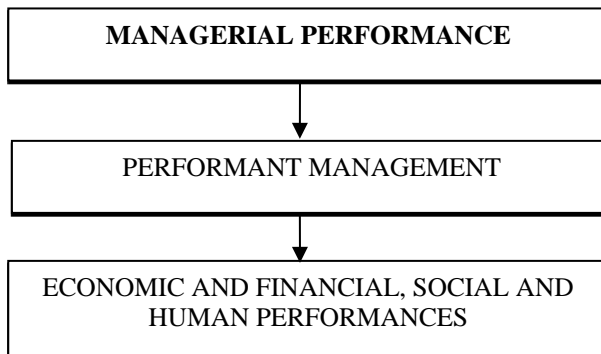 MANAGERIAL PERFORMANCE
PERFORMANT MANAGEMENT
ECONOMIC AND FINANCIAL, SOCIAL AND
HUMAN PERFORMANCES